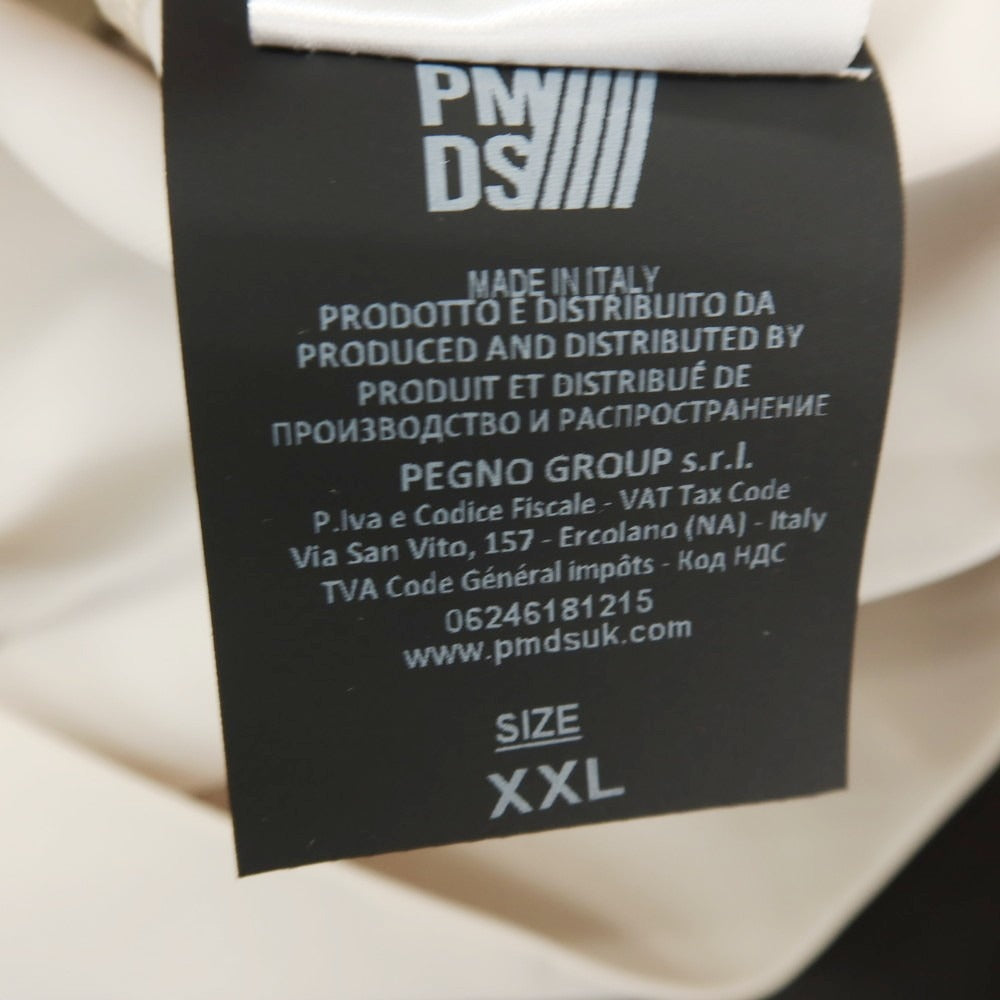 PM
DS
MADE IN ITALY
PRODOTTO E DISTRIBUITO DA
PRODUCED AND DISTRIBUTED BY
PRODUIT ET DISTRIBUÉ DE
ПРОИЗВОДСТВО И РАСПРОСТРАНЕНИЕ
PEGNO GROUP s.r.l.
P.Iva e Codice Fiscale - VAT Tax Code
Via San Vito, 157 - Ercolano (NA) - Italy
TVA Code Général impôts - Код НДС
06246181215
www.pmdsuk.com
SIZE
XXL